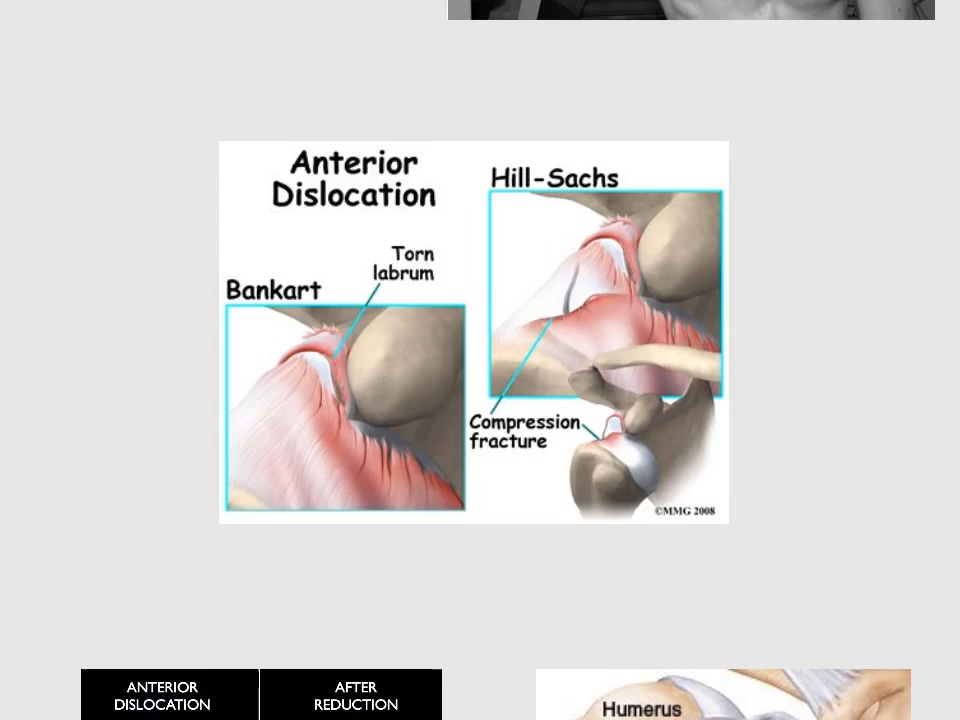 Anterior
Dislocation
Hill-Sachs
Torn
labrum
Bankart
Compression
fracture
©MMG 2008
ANTERIOR
DISLOCATION
AFTER
REDUCTION
Humerus